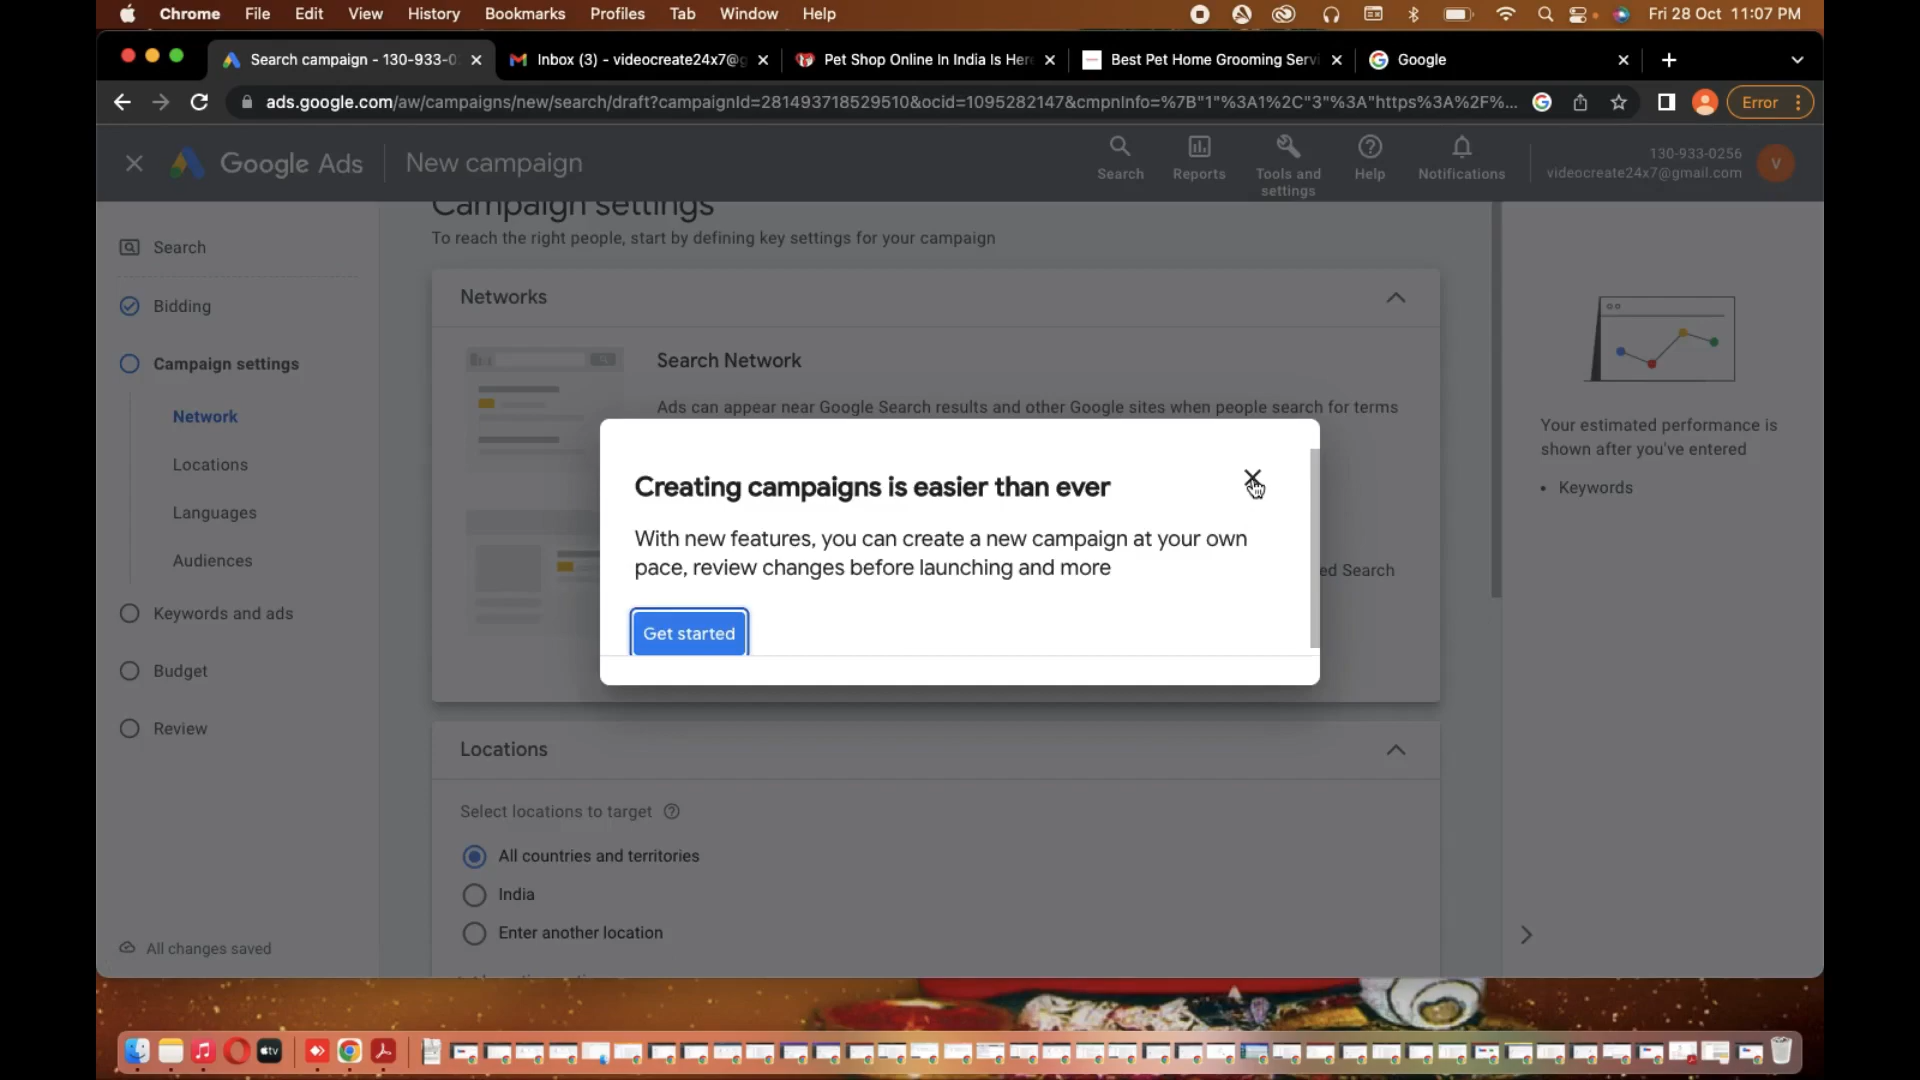 Chrome File Edit View History Bookmarks Profiles Tab Window Help Fri 28 Oct 11:07 PM
Search campaign - 130-933-0 Inbox (3) - videocreate24x7@g Pet Shop Online In India Is Her Best Pet Home Grooming Servi Google
ads.google.com/aw/campaigns/new/search/draft?campaignId=281493718529510&ocid=1095282147&cmpnInfo=%7B"1"%3A1%2C"3"%3A"https%3A%2F%... Error
Google Ads New campaign
Search Reports Tools and settings Help Notifications
130-933-0256
videocreate24x7@gmail.com
V
Search
Bidding
Campaign settings
Network
Locations
Languages
Audiences
Keywords and ads
Budget
Review
All changes saved
Campaign settings
To reach the right people, start by defining key settings for your campaign
Networks
Search Network
Ads can appear near Google Search results and other Google sites when people search for terms
ed Search
Creating campaigns is easier than ever
With new features, you can create a new campaign at your own
pace, review changes before launching and more
Get started
Locations
Select locations to target
All countries and territories
India
Enter another location
Your estimated performance is
shown after you've entered
• Keywords
tv